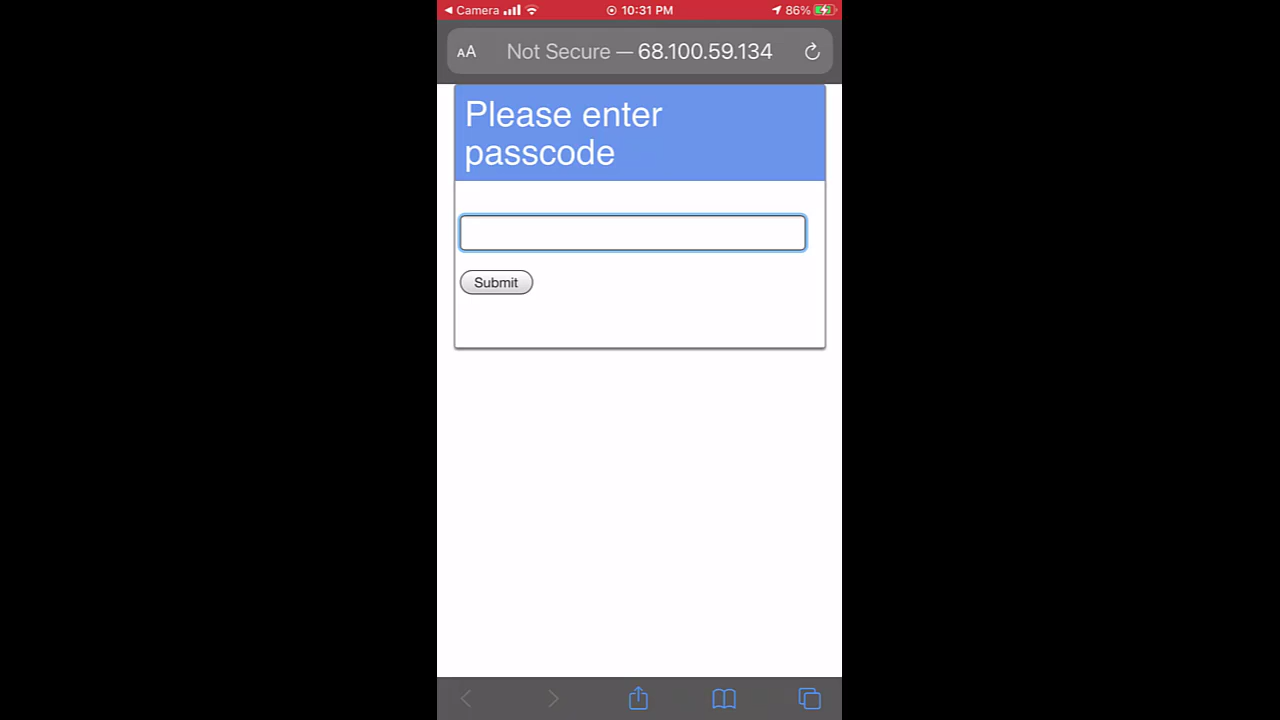 ◀ Camera 10:31 PM 86%
AA Not Secure — 68.100.59.134
Please enter
passcode
Submit